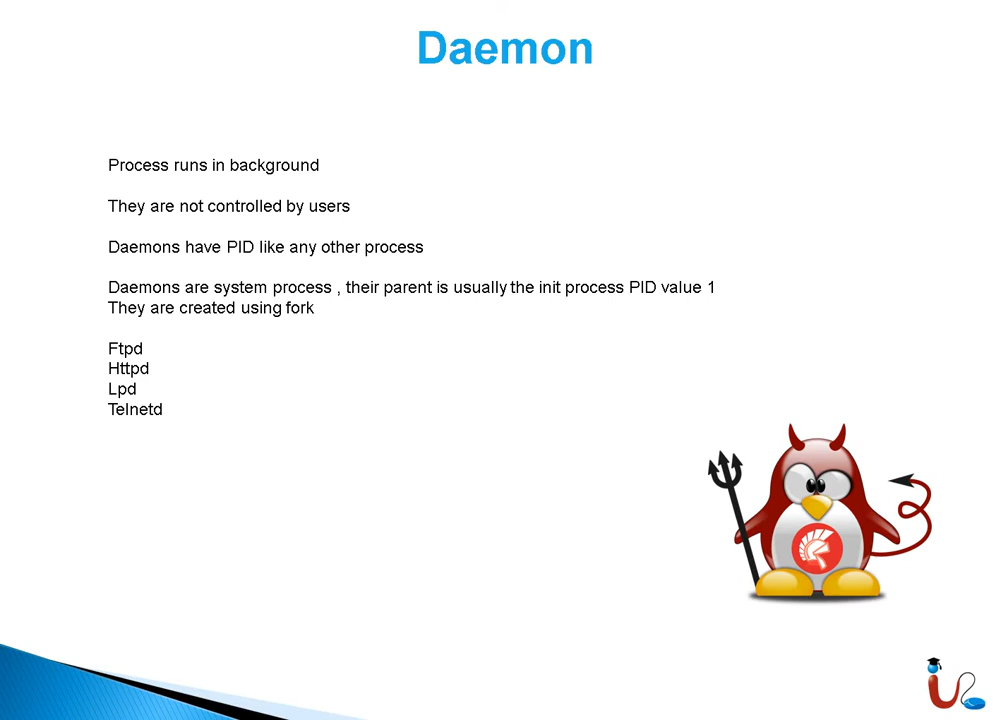 Daemon
Process runs in background
They are not controlled by users
Daemons have PID like any other process
Daemons are system process , their parent is usually the init process PID value 1
They are created using fork
Ftpd
Httpd
Lpd
Telnetd